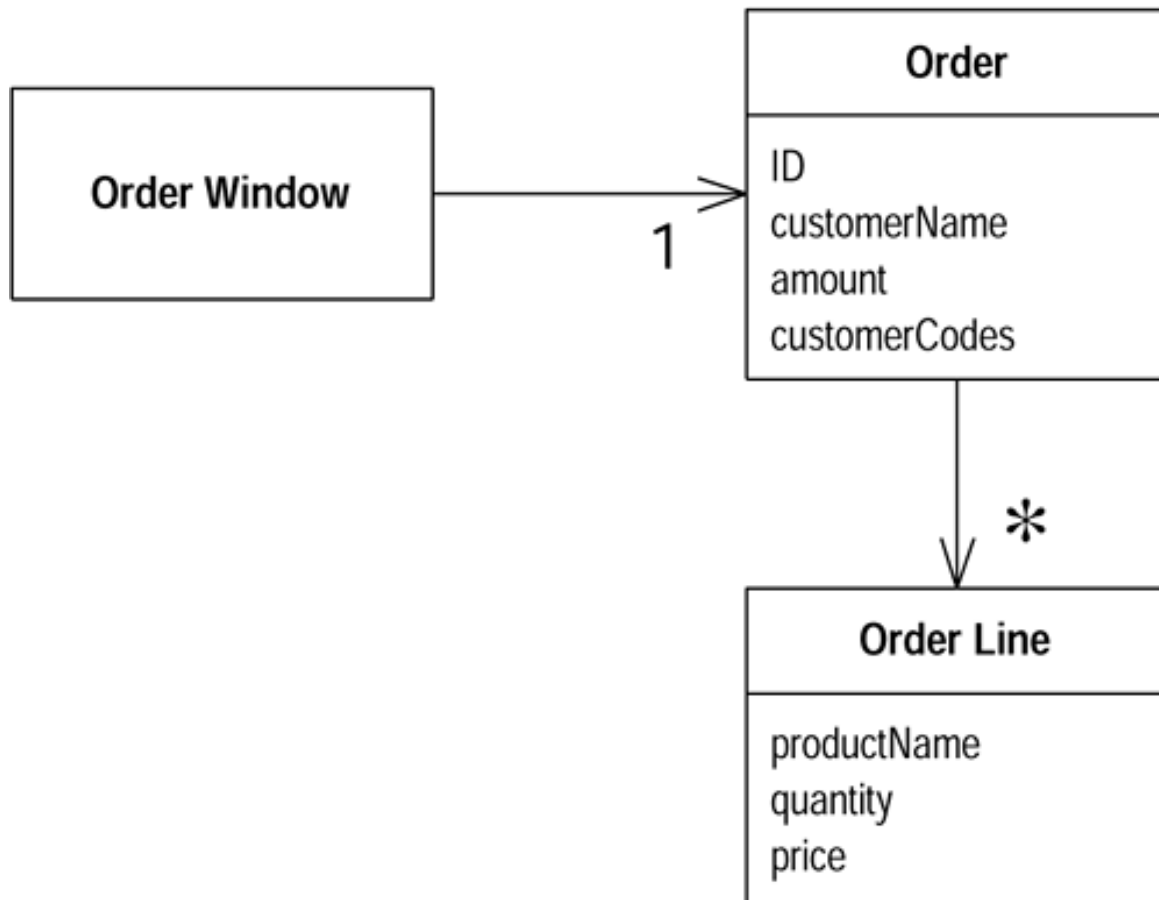 Order
Order Window
ID
customerName
1
amount
customerCodes
*
Order Line
productName
quantity
price